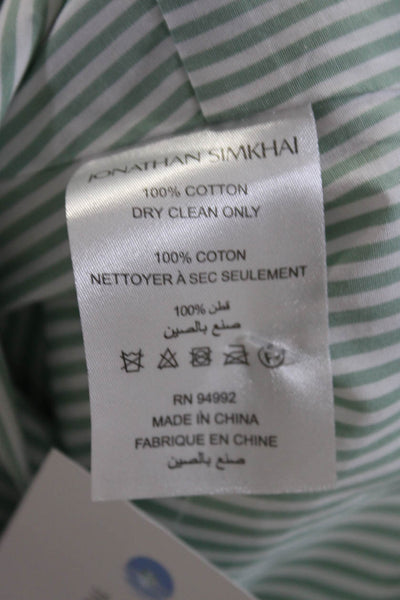 JONATHAN SIMKHAI
100% COTTON
DRY CLEAN ONLY
100% COTON
NETTOYER À SEC SEULEMENT
100% قطن
صنع بالصين
RN 94992
MADE IN CHINA
FABRIQUE EN CHINE
صنع بالصين